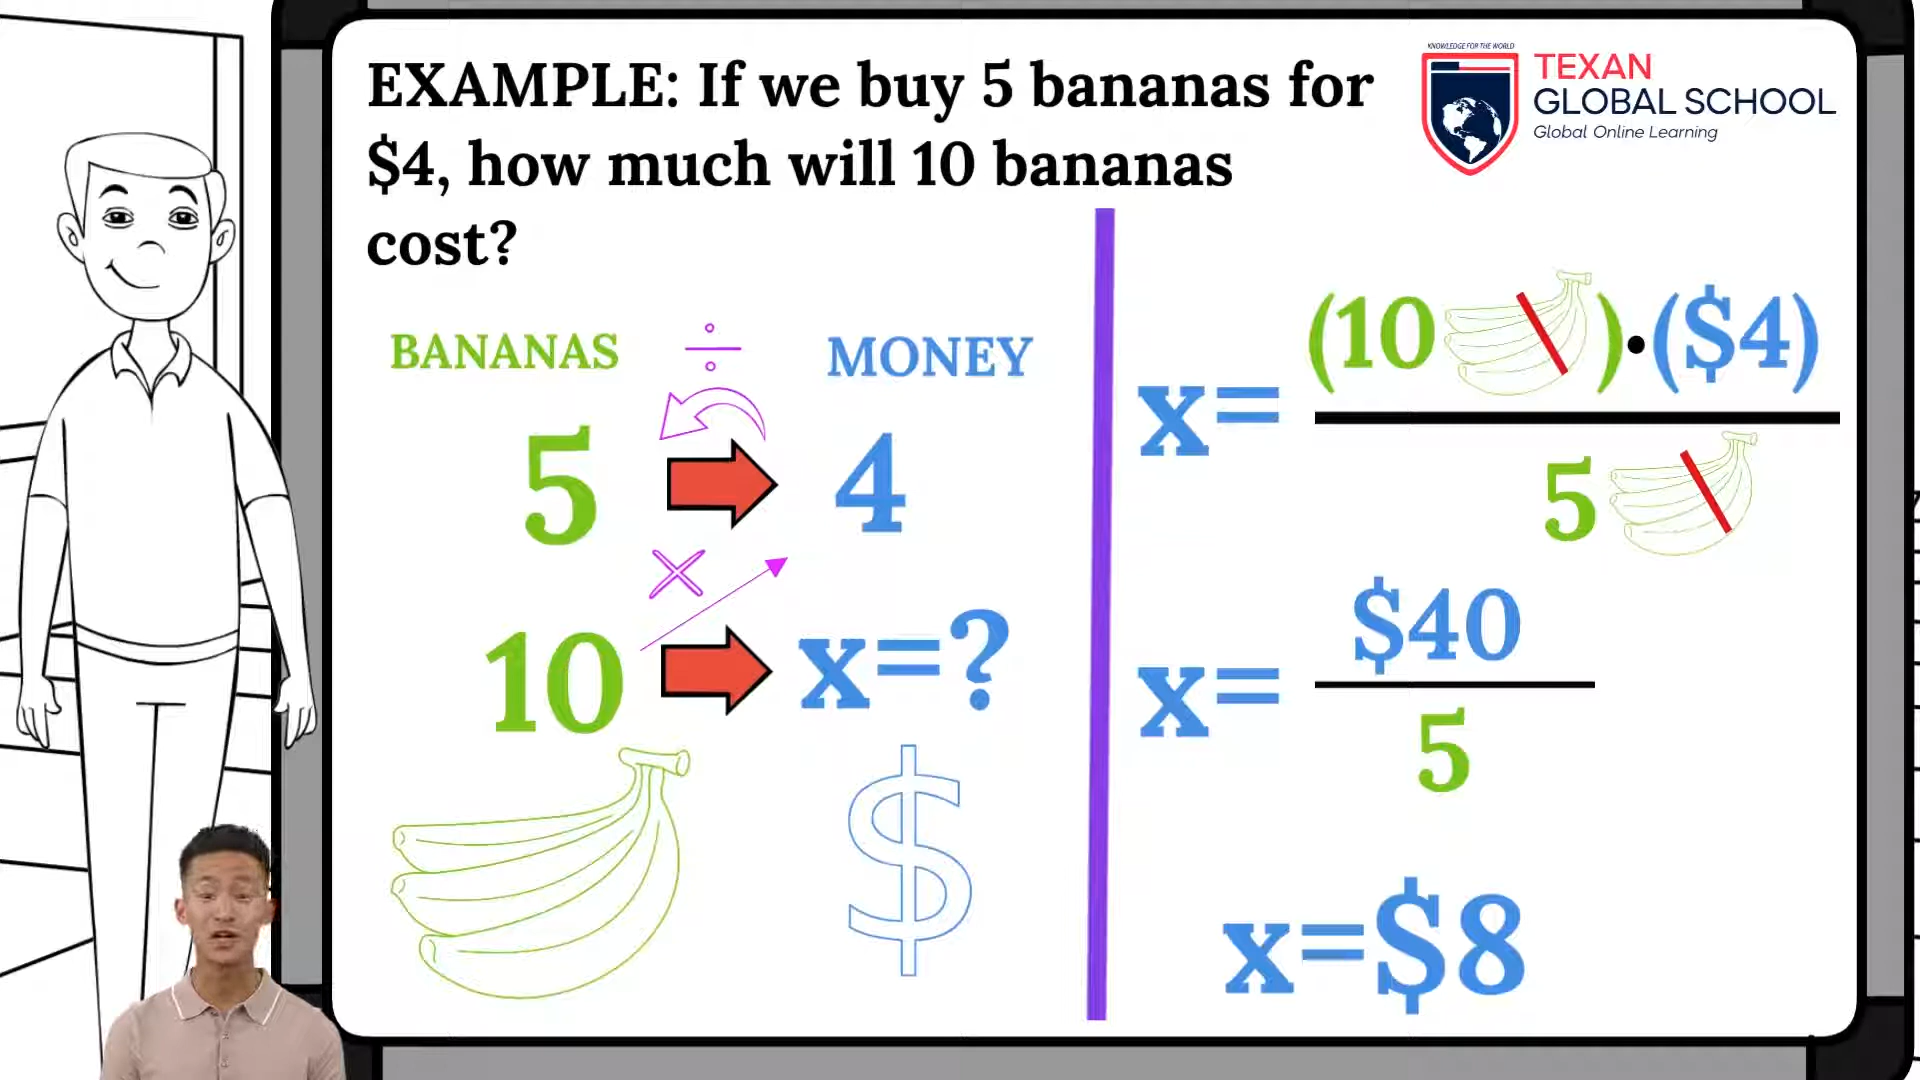 EXAMPLE: If we buy 5 bananas for
$4, how much will 10 bananas
cost?
KNOWLEDGE FOR THE WORLD
TEXAN
GLOBAL SCHOOL
Global Online Learning
BANANAS ÷ MONEY
5 4
×
10 x=?
$
x= (10 )•($4)
5
x= $40
5
x=$8